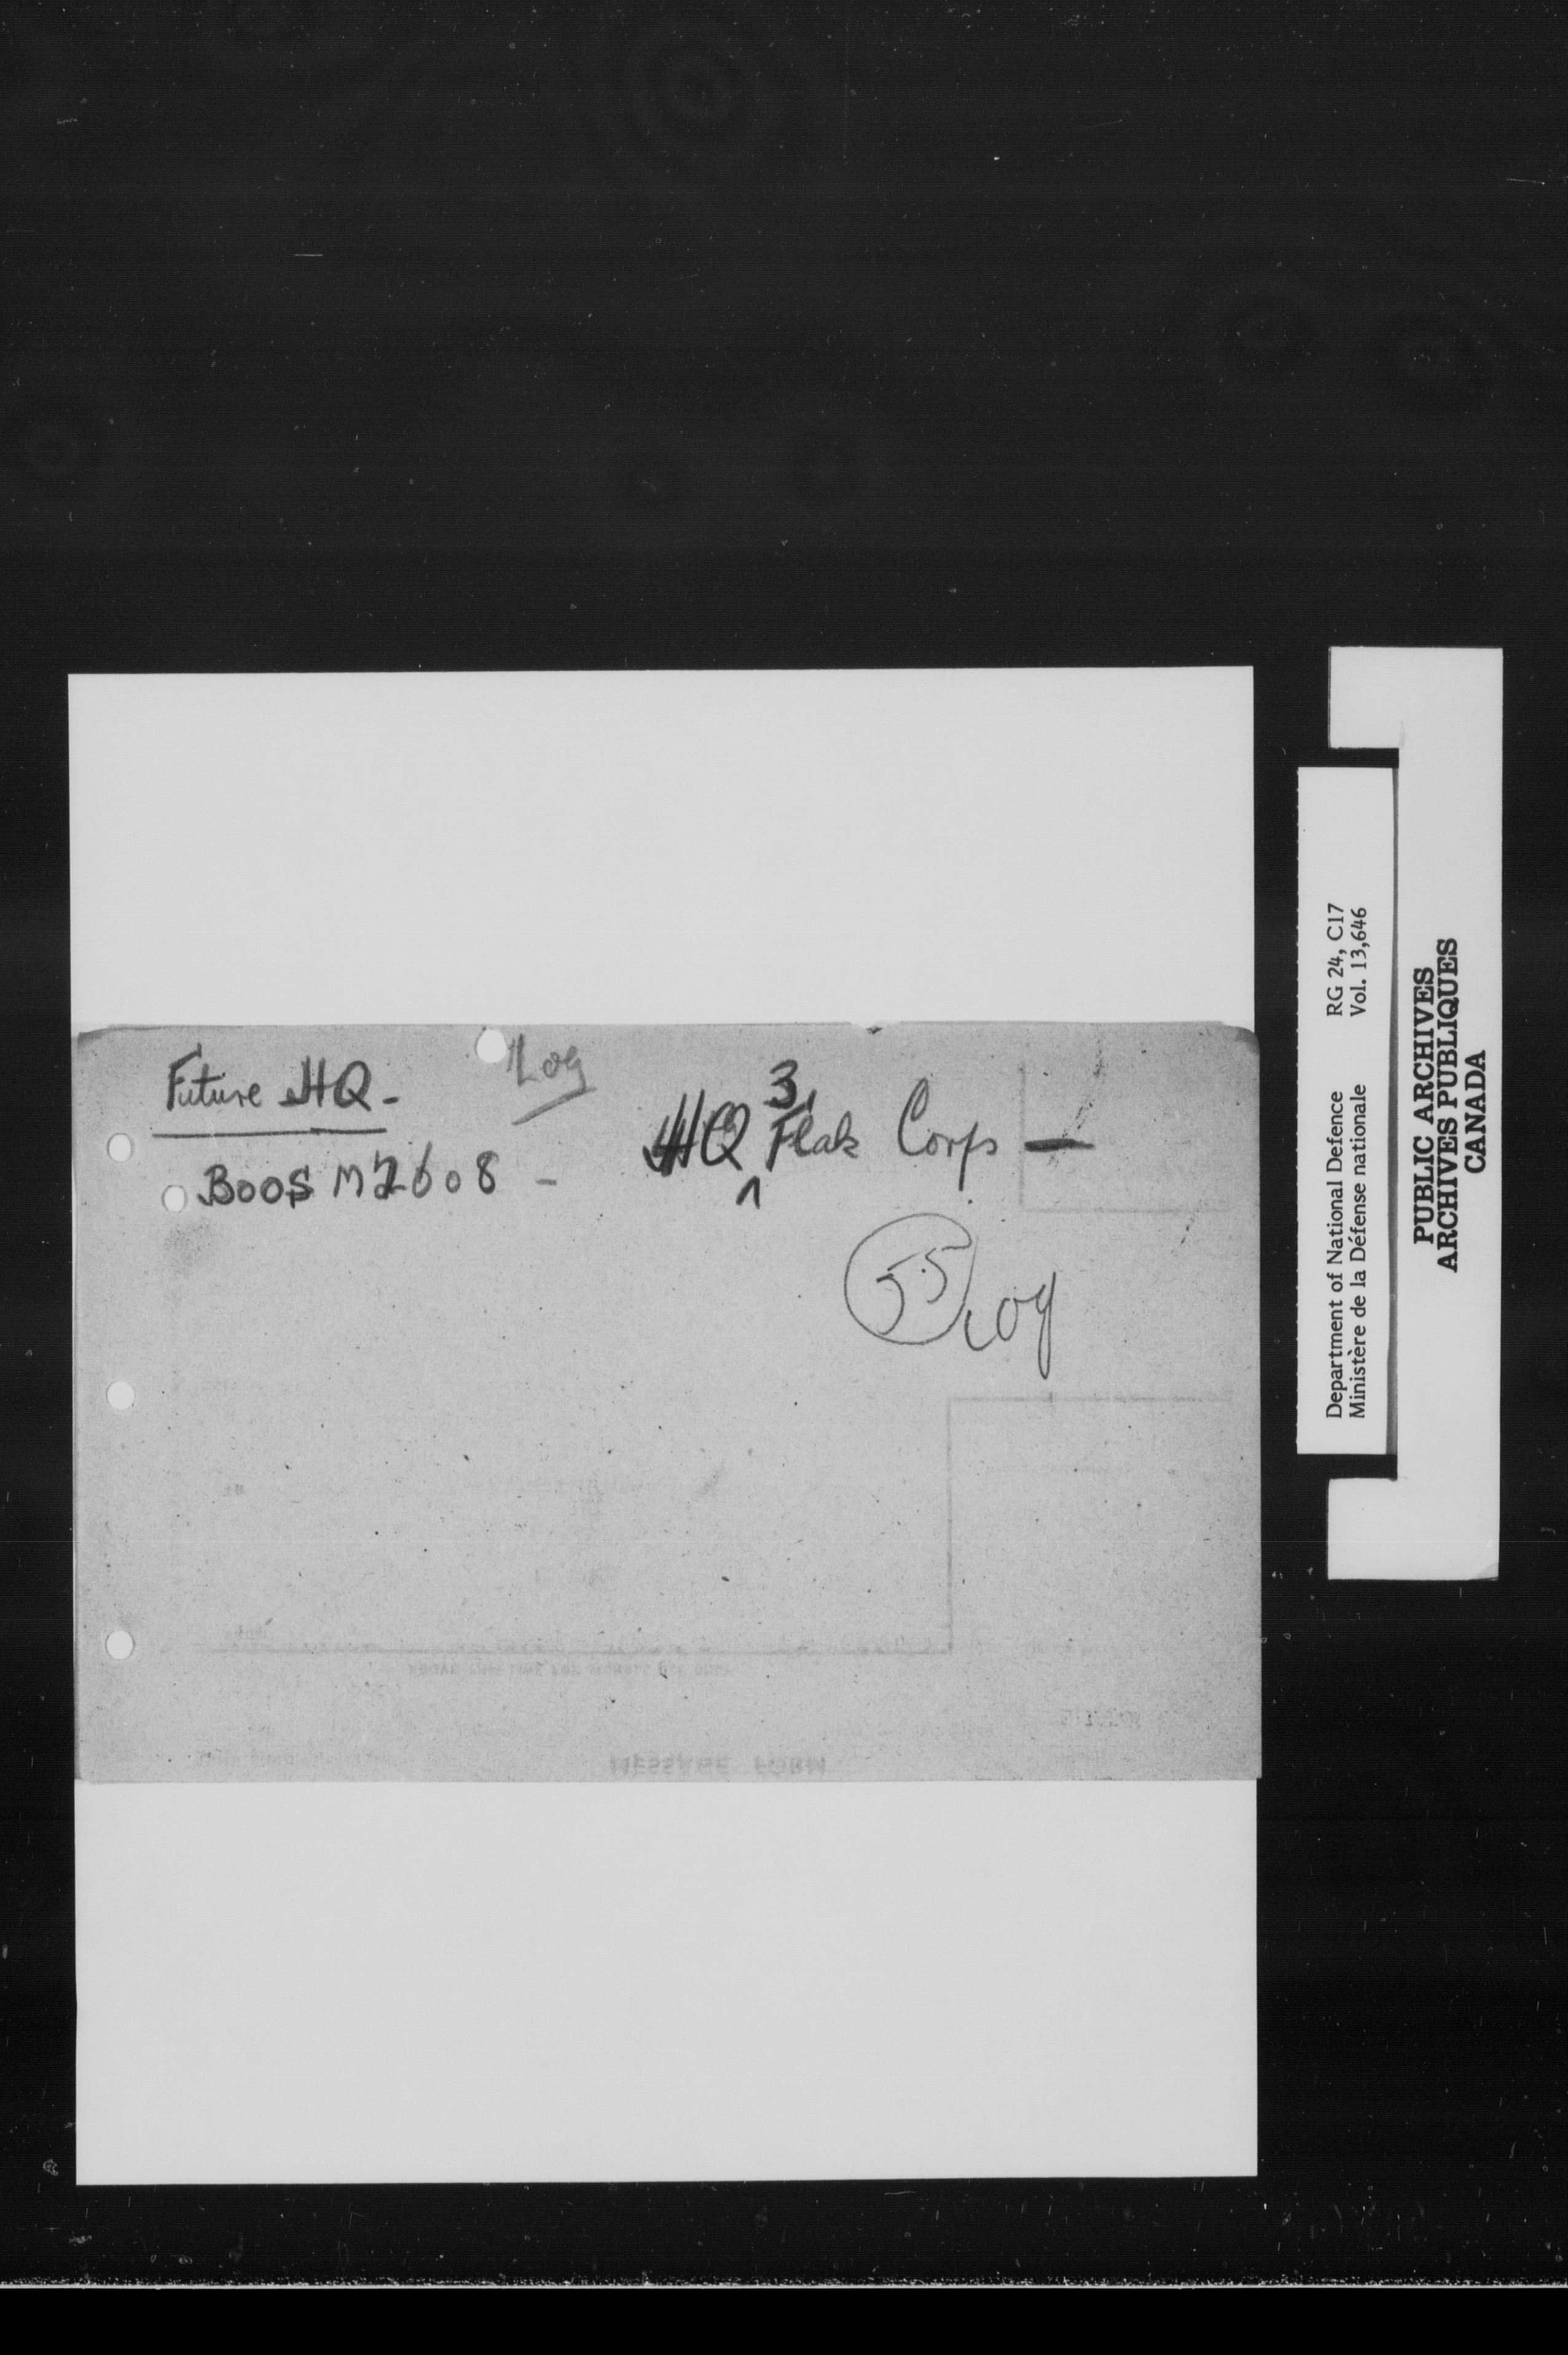 Future HQ -
Log
HQ 3 Flak Corps —
BOOS M 2608 -
55
Log
MESSAGE FORM
Department of National Defence RG 24, C17
Ministère de la Défense nationale Vol. 13,646
PUBLIC ARCHIVES
ARCHIVES PUBLIQUES
CANADA